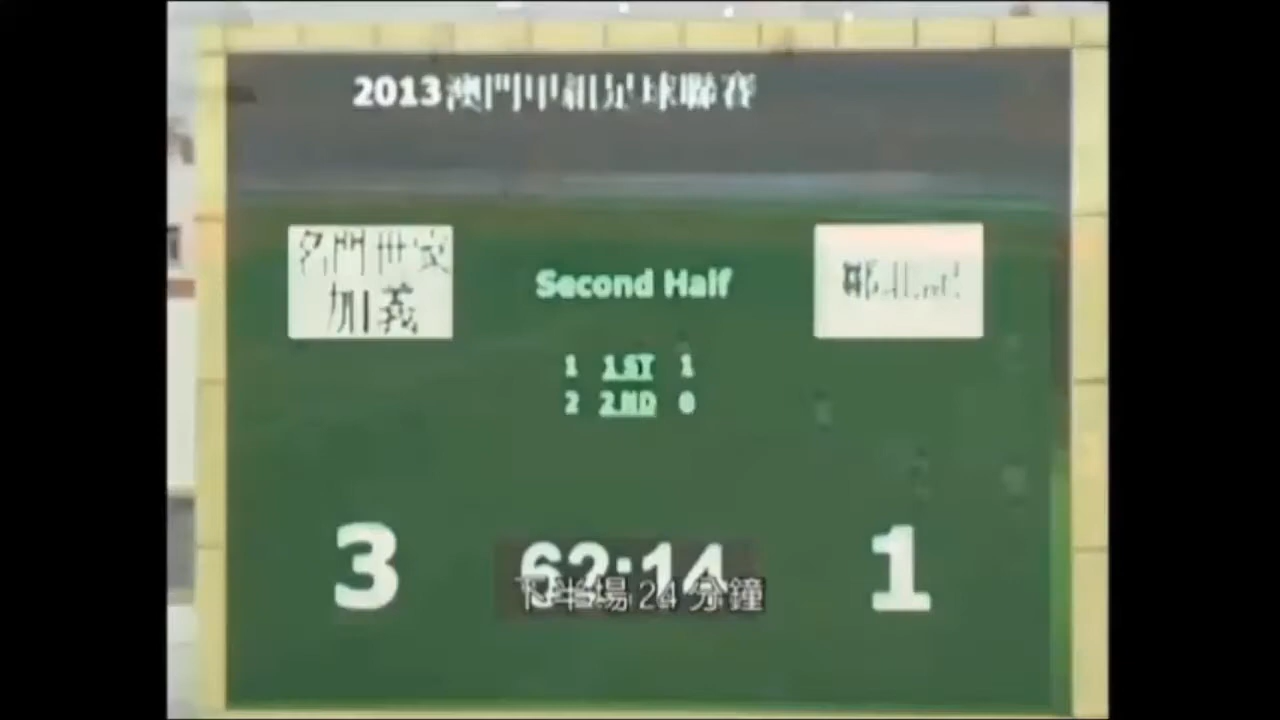 2013澳門甲組足球聯賽
名門世家
加義
Second Half
1 1ST 1
2 2ND 0
3 62:14 1
下半場 24 分鐘